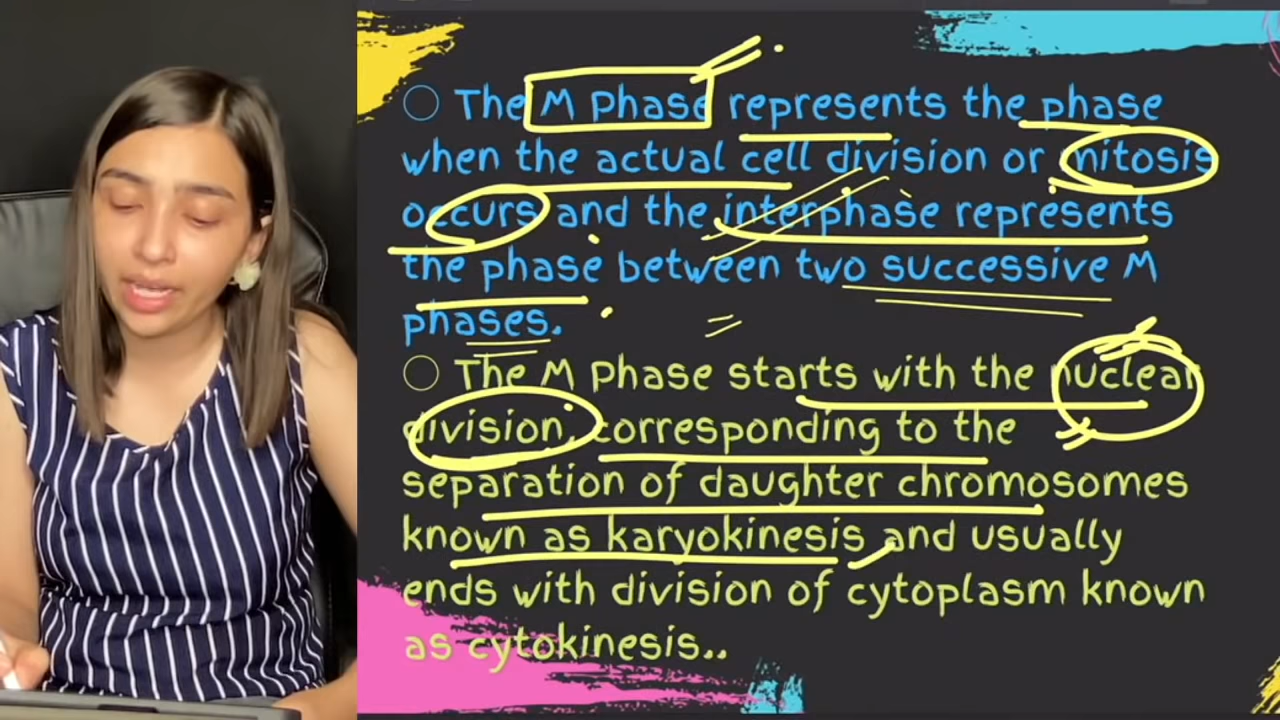 ○ The M Phase represents the phase
when the actual cell division or mitosis
occurs and the interphase represents
the phase between two successive M
phases.
○ The M Phase starts with the nuclear
division, corresponding to the
separation of daughter chromosomes
known as karyokinesis and usually
ends with division of cytoplasm known
as cytokinesis..